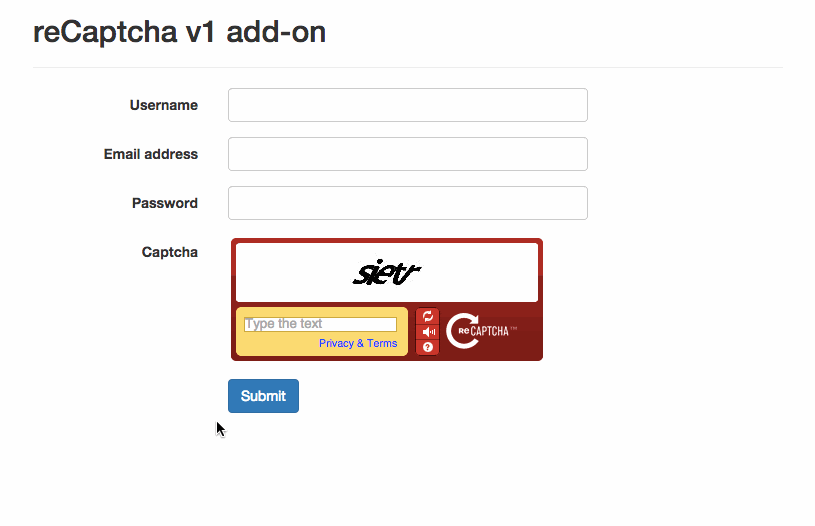 reCaptcha v1 add-on
Username
Email address
Password
Captcha
sietr
Type the text
Privacy & Terms
reCAPTCHA™
Submit